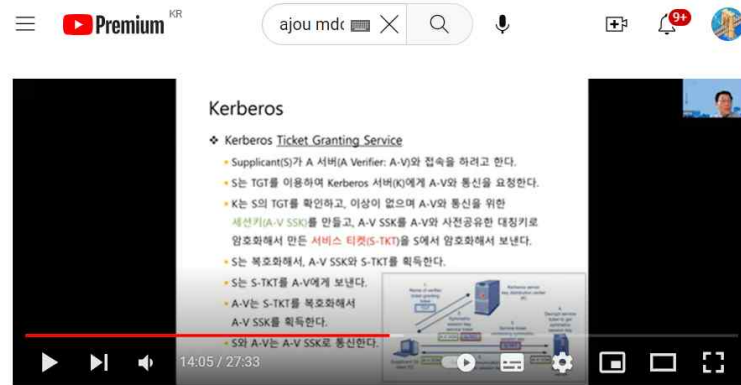 Premium KR
ajou mdc
9+
Kerberos
❖ Kerberos Ticket Granting Service
• Supplicant(S)가 A 서버(A Verifier: A-V)와 접속을 하려고 한다.
• S는 TGT를 이용하여 Kerberos 서버(K)에게 A-V와 통신을 요청한다.
• K는 S의 TGT를 확인하고, 이상이 없으며 A-V와 통신을 위한
세션키(A-V SSK)를 만들고, A-V SSK를 A-V와 사전공유한 대칭키로
암호화해서 만든 서비스 티켓(S-TKT)을 S에서 암호화해서 보낸다.
• S는 복호화해서, A-V SSK와 S-TKT를 획득한다.
• S는 S-TKT를 A-V에게 보낸다.
• A-V는 S-TKT를 복호화해서
A-V SSK를 획득한다.
• S와 A-V는 A-V SSK로 통신한다.
14:05 / 27:33